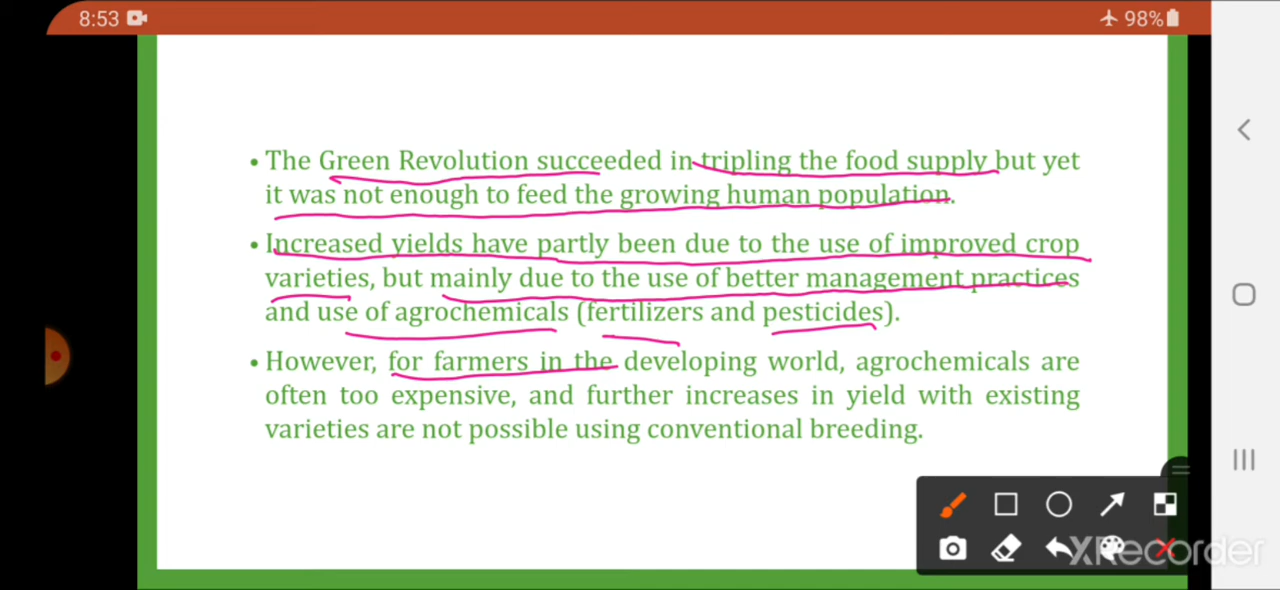 8:53
98%
• The Green Revolution succeeded in tripling the food supply but yet
it was not enough to feed the growing human population.
• Increased yields have partly been due to the use of improved crop
varieties, but mainly due to the use of better management practices
and use of agrochemicals (fertilizers and pesticides).
• However, for farmers in the developing world, agrochemicals are
often too expensive, and further increases in yield with existing
varieties are not possible using conventional breeding.
XRecorder